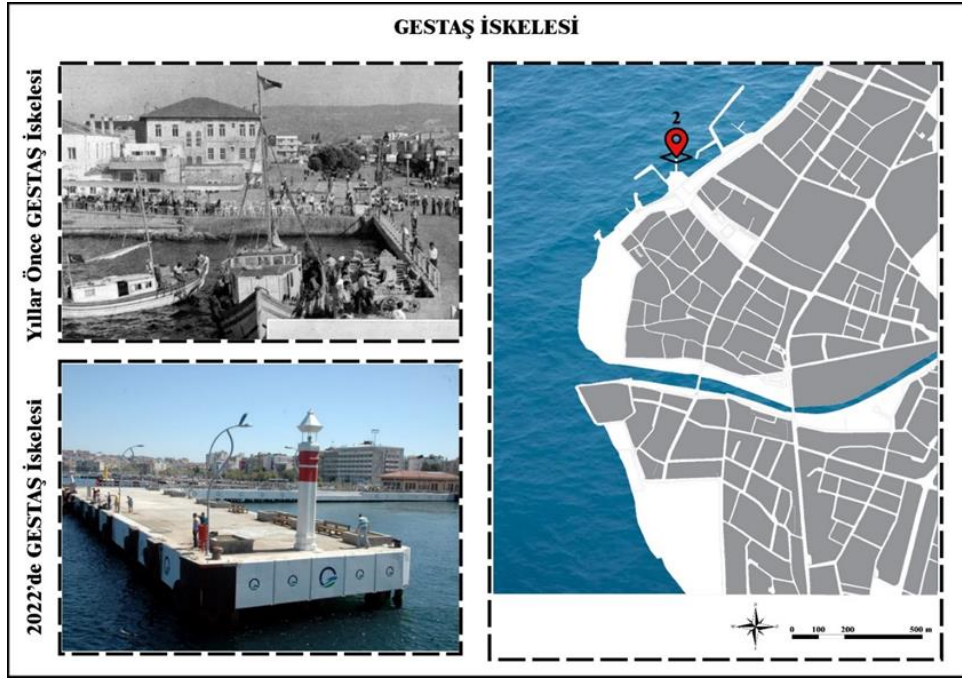 GESTAŞ İSKELESİ
Yıllar Önce GESTAŞ İskelesi
2022'de GESTAŞ İskelesi
2
0 100 200 500 m